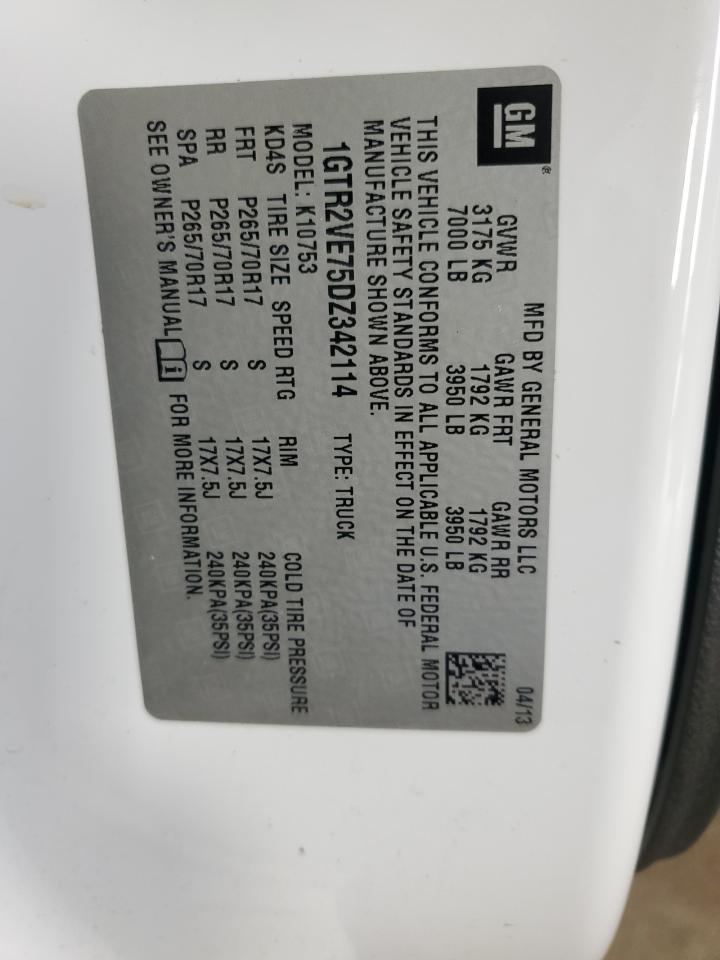 GM®
MFD BY GENERAL MOTORS LLC 04/13
GVWR GAWR FRT GAWR RR
3175 KG 1792 KG 1792 KG
7000 LB 3950 LB 3950 LB
THIS VEHICLE CONFORMS TO ALL APPLICABLE U.S. FEDERAL MOTOR
VEHICLE SAFETY STANDARDS IN EFFECT ON THE DATE OF
MANUFACTURE SHOWN ABOVE.
1GTR2VE75DZ342114 TYPE: TRUCK
MODEL: K10753
KD4S TIRE SIZE SPEED RTG RIM COLD TIRE PRESSURE
FRT P265/70R17 S 17X7.5J 240KPA(35PSI)
RR P265/70R17 S 17X7.5J 240KPA(35PSI)
SPA P265/70R17 S 17X7.5J 240KPA(35PSI)
SEE OWNER'S MANUAL i FOR MORE INFORMATION.